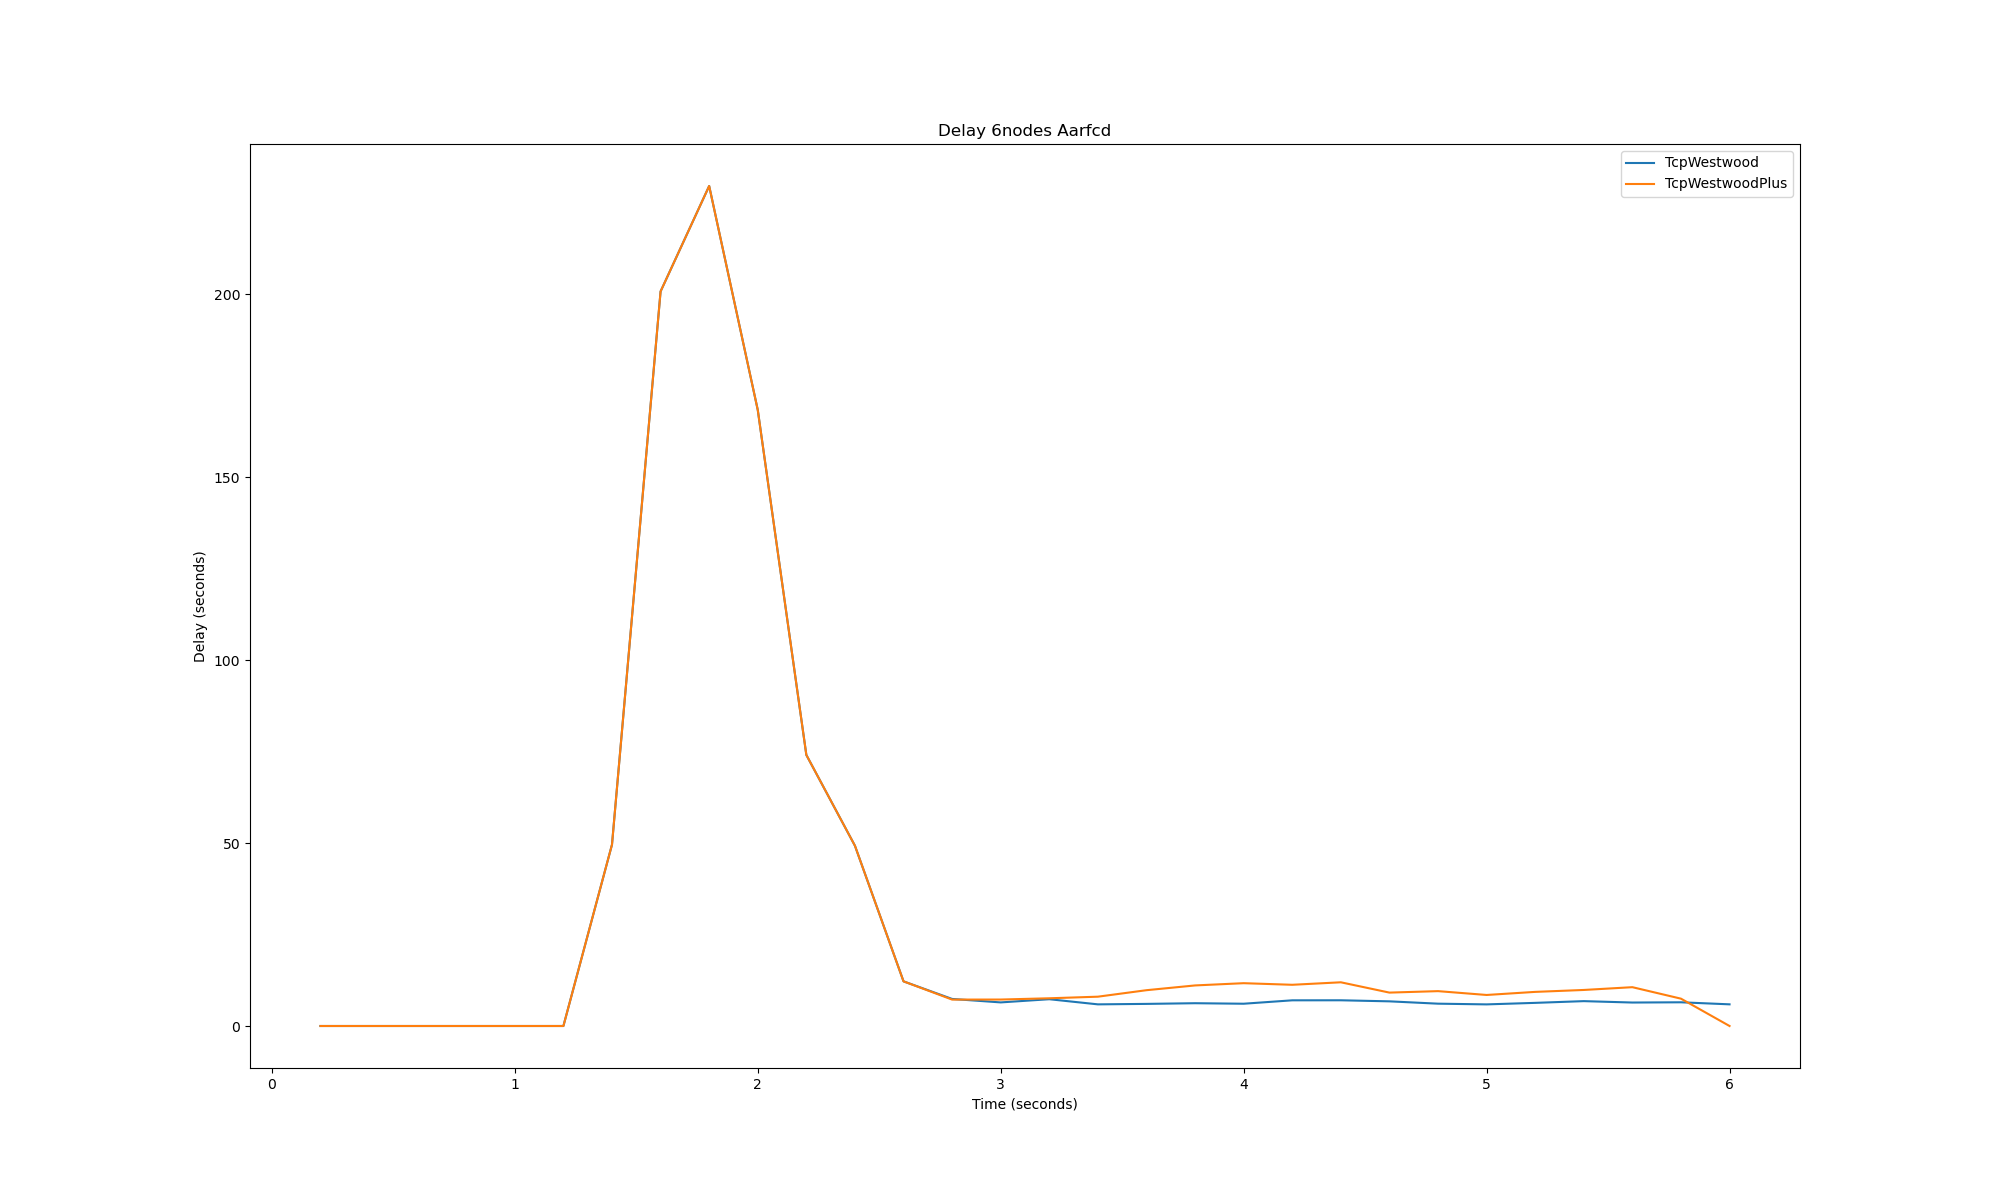 Delay 6nodes Aarfcd
TcpWestwood
TcpWestwoodPlus
200
150
100
50
0
Delay (seconds)
0 1 2 3 4 5 6
Time (seconds)